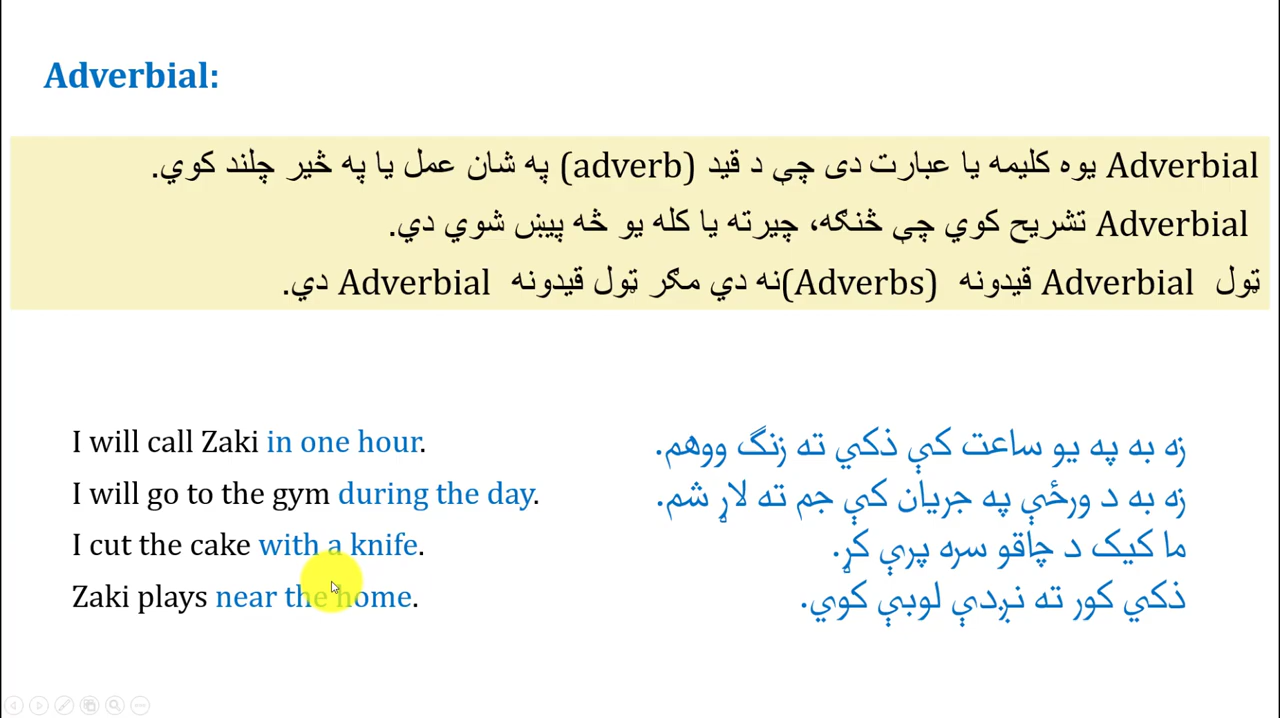 Adverbial:
Adverbial یوه کلیمه یا عبارت دی چې د قید (adverb) په شان عمل یا په څیر چلند کوي.
Adverbial تشریح کوي چې څنګه، چیرته یا کله یو څه پیښ شوي دي.
ټول Adverbial قیدونه (Adverbs)نه دي مګر ټول قیدونه Adverbial دي.
I will call Zaki in one hour.
زه به په یو ساعت کې ذکي ته زنګ ووهم.
I will go to the gym during the day.
زه به د ورځې په جریان کې جم ته لاړ شم.
I cut the cake with a knife.
ما کیک د چاقو سره پرې کړ.
Zaki plays near the home.
ذکي کور ته نږدې لوبې کوي.